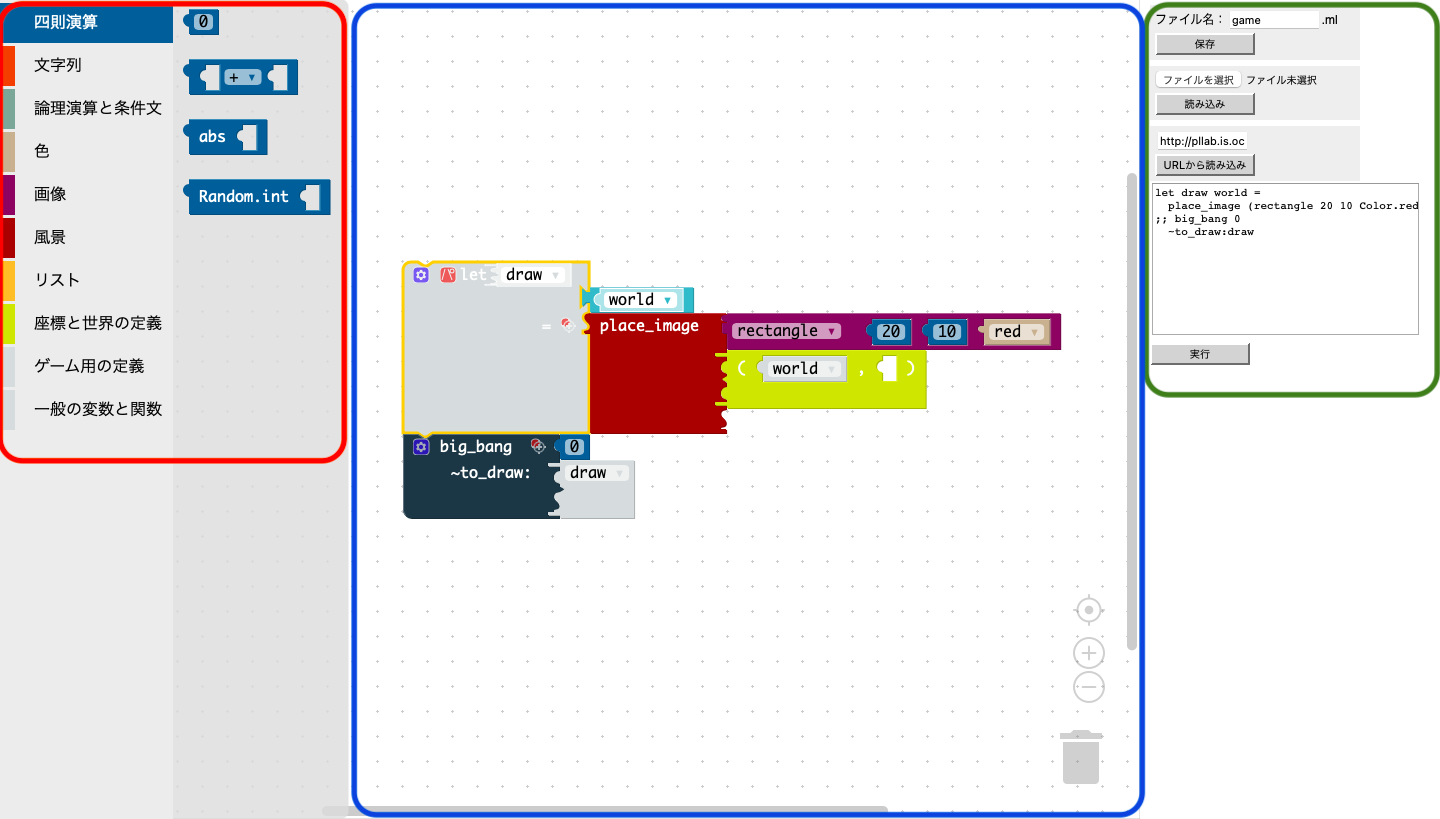 四則演算
文字列
論理演算と条件文
色
画像
風景
リスト
座標と世界の定義
ゲーム用の定義
一般の変数と関数
0
+ ▼
abs
Random.int
let draw ▼
world ▼
= place_image rectangle ▼ 20 10 red ▼
( world ▼ , )
big_bang 0
~to_draw: draw ▼
ファイル名： game .ml
保存
ファイルを選択 ファイル未選択
読み込み
http://pllab.is.oc
URLから読み込み
let draw world =
place_image (rectangle 20 10 Color.red
;; big_bang 0
~to_draw:draw
実行